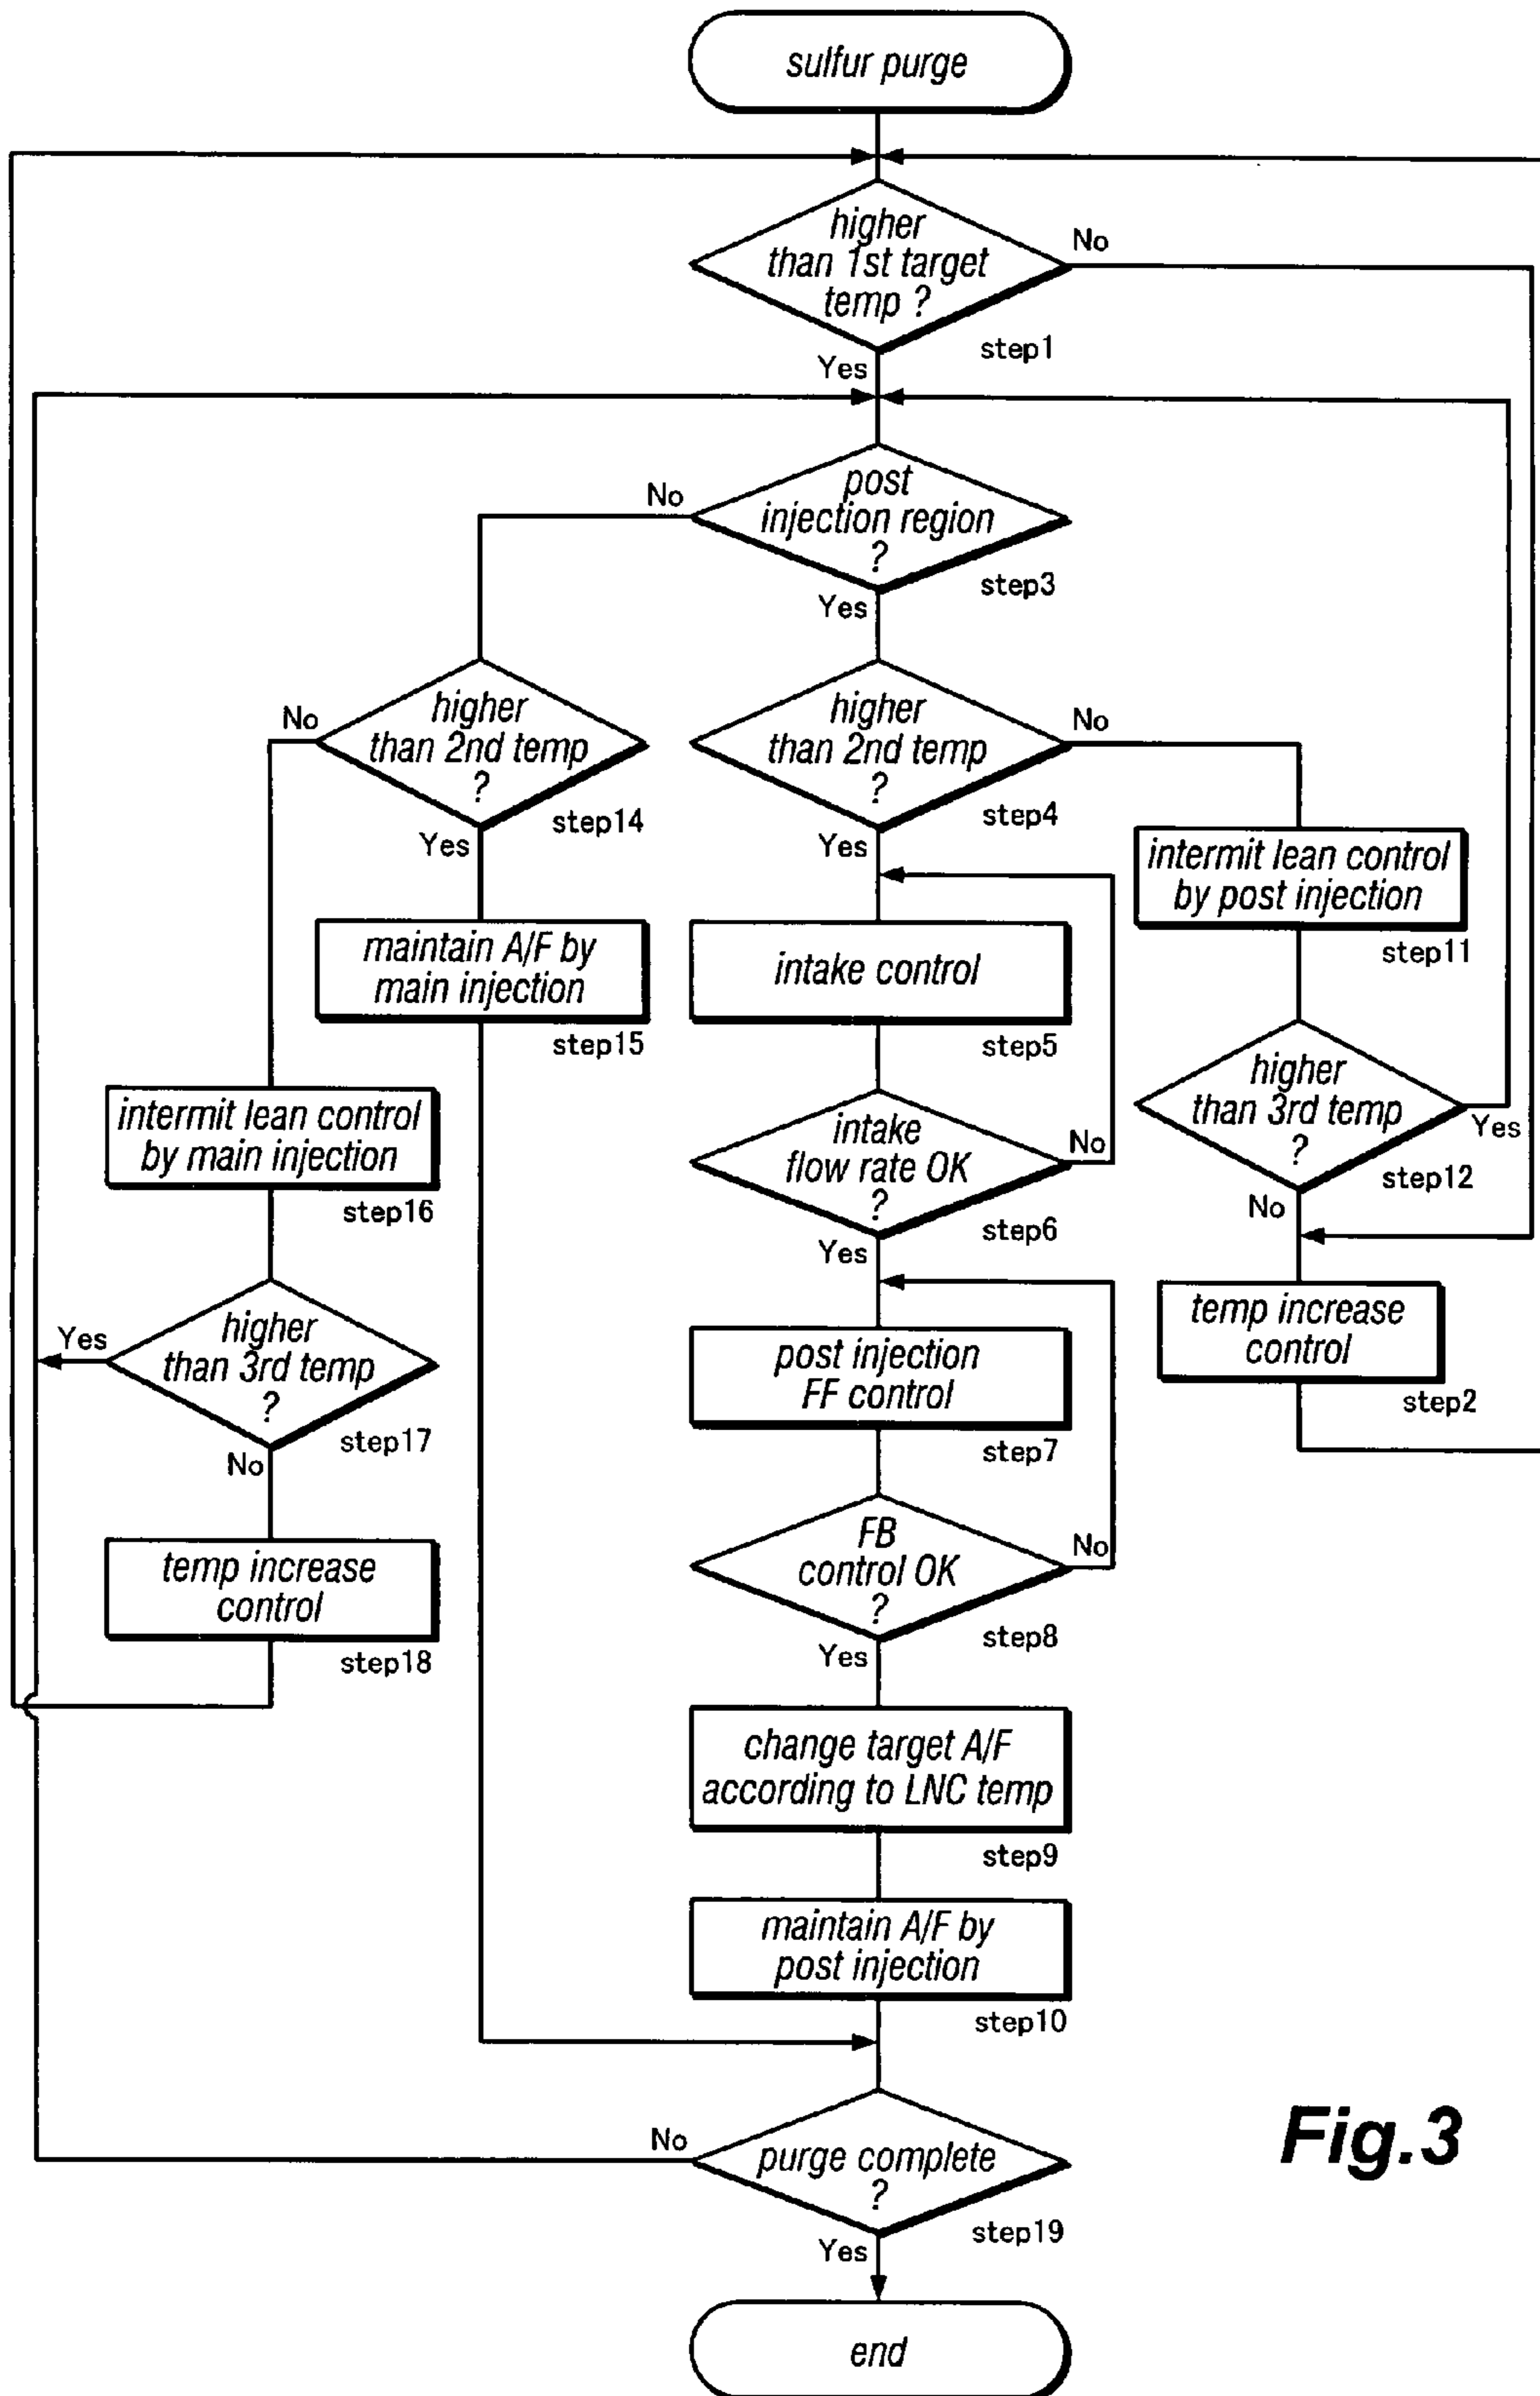 sulfur purge
higher
than 1st target
temp ?
No
step1
Yes
post
injection region
?
No
step3
Yes
higher
than 2nd temp
?
No
step14
Yes
higher
than 2nd temp
?
No
step4
Yes
intermit lean control
by post injection
step11
maintain A/F by
main injection
step15
intake control
step5
higher
than 3rd temp
?
Yes
step12
No
intermit lean control
by main injection
step16
intake
flow rate OK
?
No
step6
Yes
temp increase
control
step2
higher
than 3rd temp
?
Yes
step17
No
post injection
FF control
step7
temp increase
control
step18
FB
control OK
?
No
step8
Yes
change target A/F
according to LNC temp
step9
maintain A/F by
post injection
step10
purge complete
?
No
step19
Yes
end
Fig.3